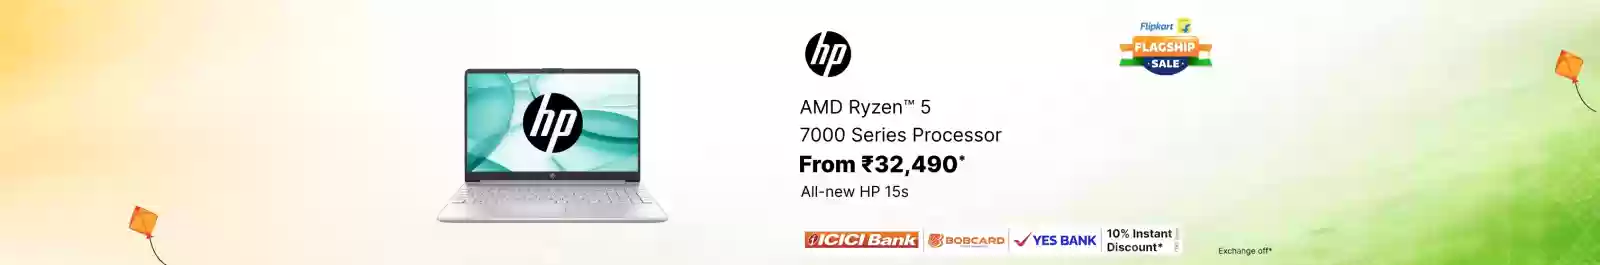 Flipkart
FLAGSHIP
SALE
hp
hp
AMD Ryzen™ 5
7000 Series Processor
From ₹32,490*
All-new HP 15s
ICICI Bank
BOBCARD
YES BANK
10% Instant
Discount*
Exchange off*